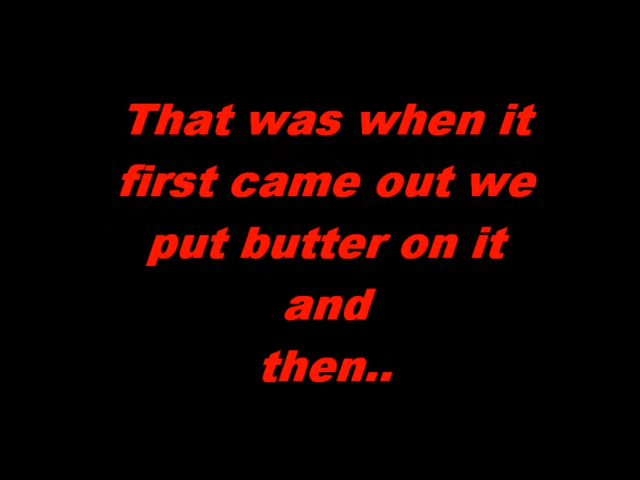 That was when it
first came out we
put butter on it
and
then..